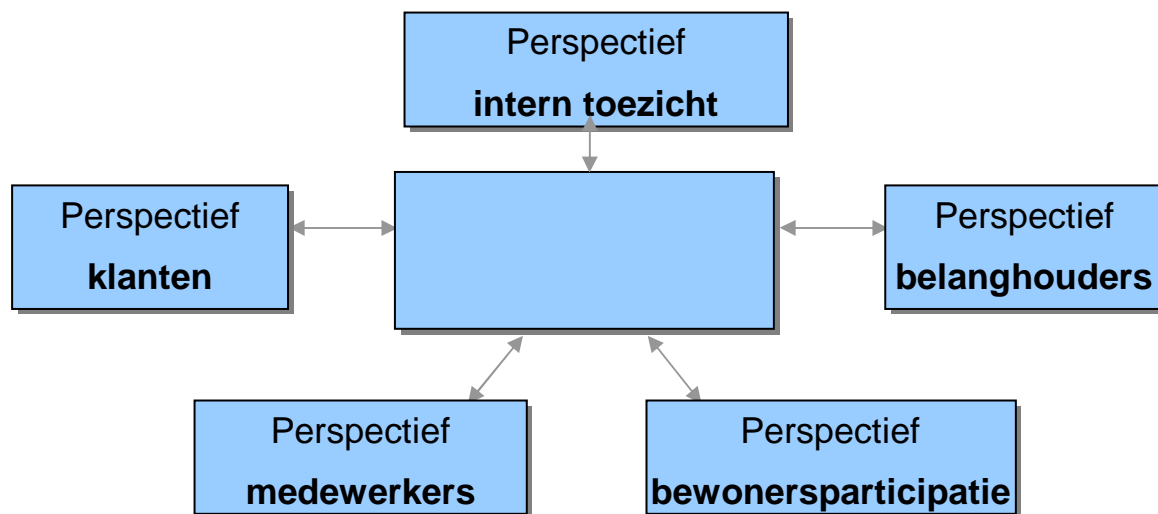 Perspectief
intern toezicht
Perspectief
klanten
Perspectief
belanghouders
Perspectief
medewerkers
Perspectief
bewonersparticipatie